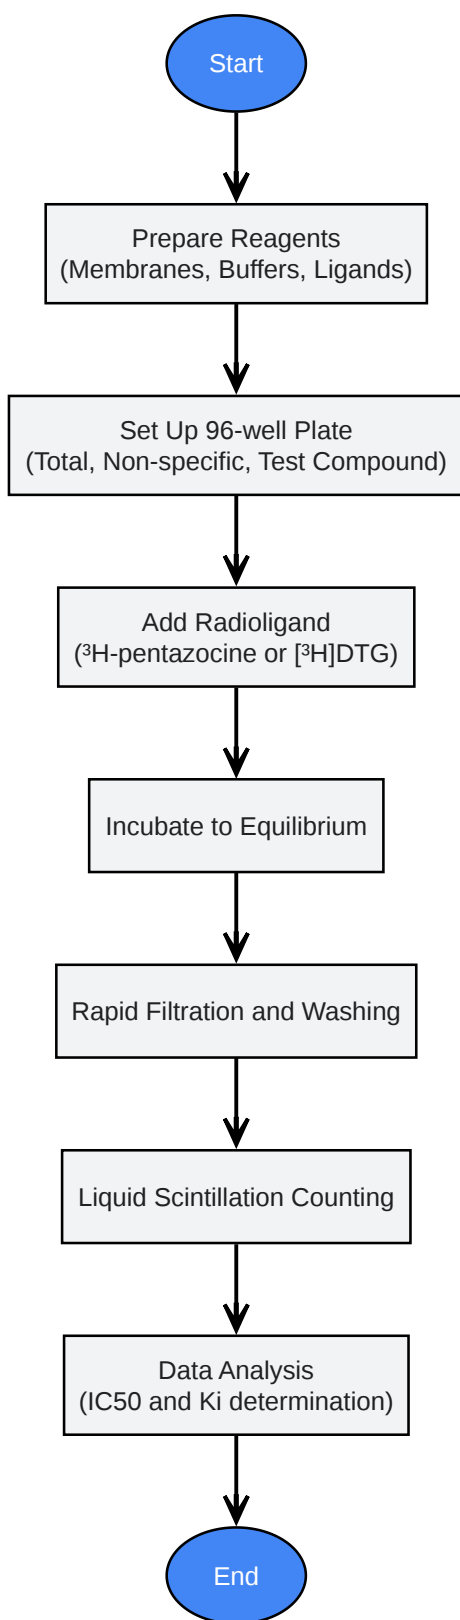 Start
Prepare Reagents
(Membranes, Buffers, Ligands)
Set Up 96-well Plate
(Total, Non-specific, Test Compound)
Add Radioligand
(³H-pentazocine or [³H]DTG)
Incubate to Equilibrium
Rapid Filtration and Washing
Liquid Scintillation Counting
Data Analysis
(IC50 and Ki determination)
End